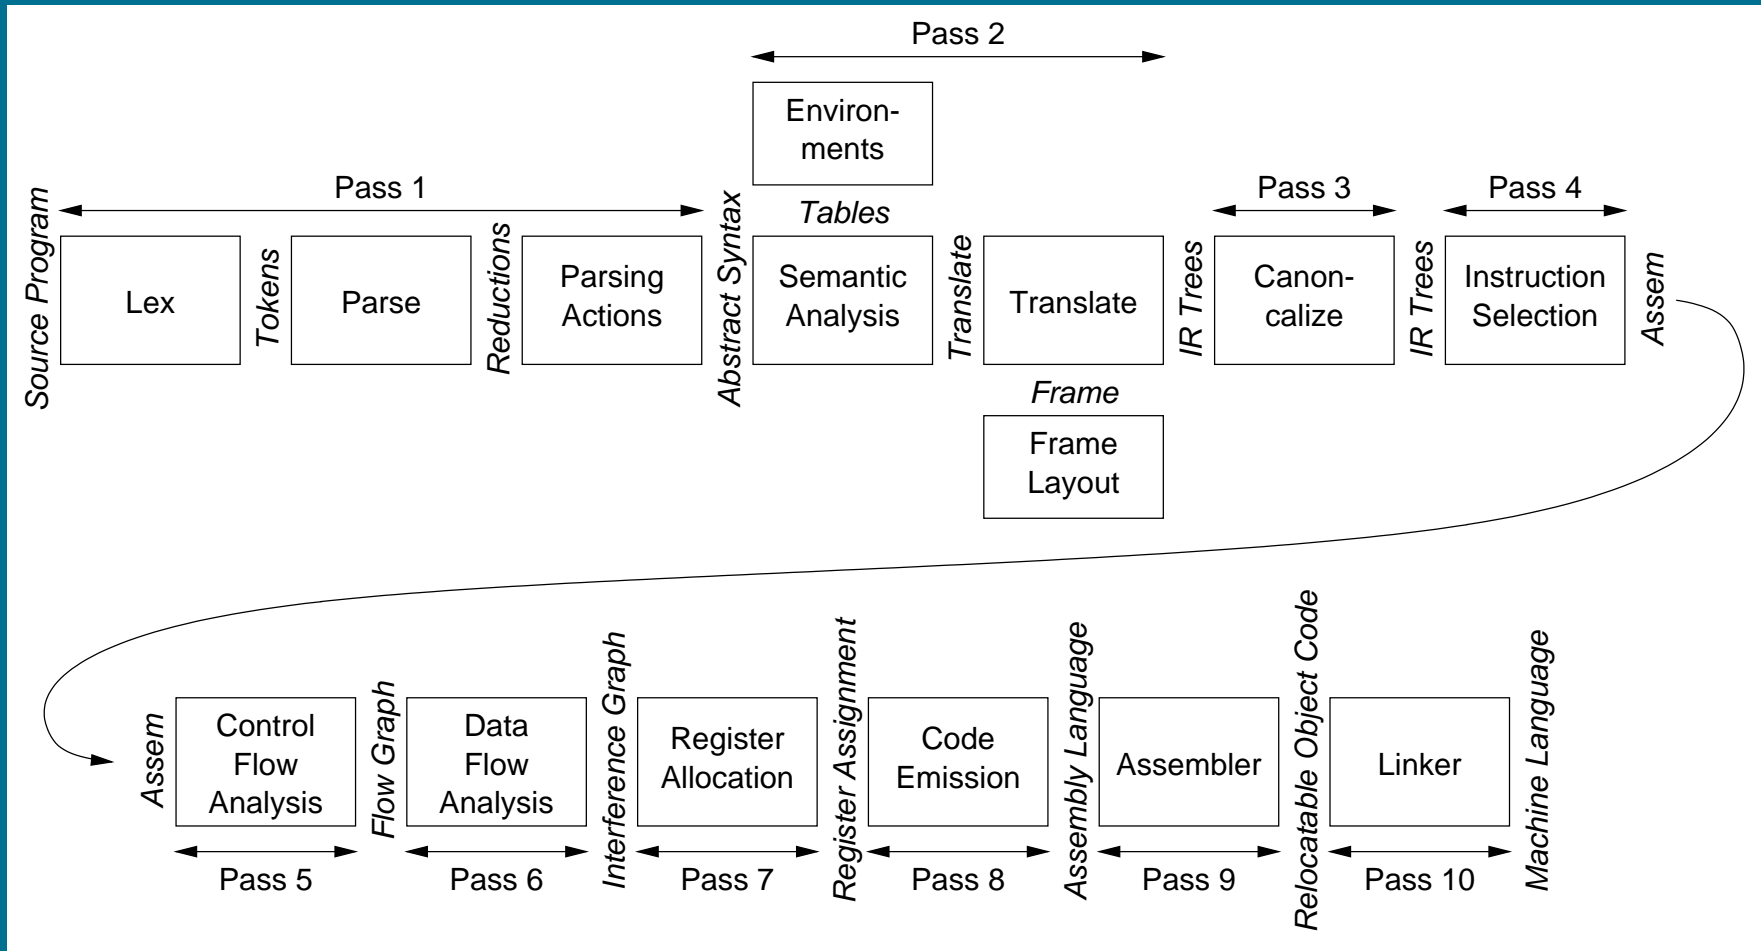 Pass 2
Environ-
ments
Pass 1
Pass 3
Pass 4
Tables
Source Program
Lex
Tokens
Parse
Reductions
Parsing
Actions
Abstract Syntax
Semantic
Analysis
Translate
Translate
IR Trees
Canon-
calize
IR Trees
Instruction
Selection
Assem
Frame
Frame
Layout
Assem
Control
Flow
Analysis
Flow Graph
Data
Flow
Analysis
Interference Graph
Register
Allocation
Register Assignment
Code
Emission
Assembly Language
Assembler
Relocatable Object Code
Linker
Machine Language
Pass 5
Pass 6
Pass 7
Pass 8
Pass 9
Pass 10